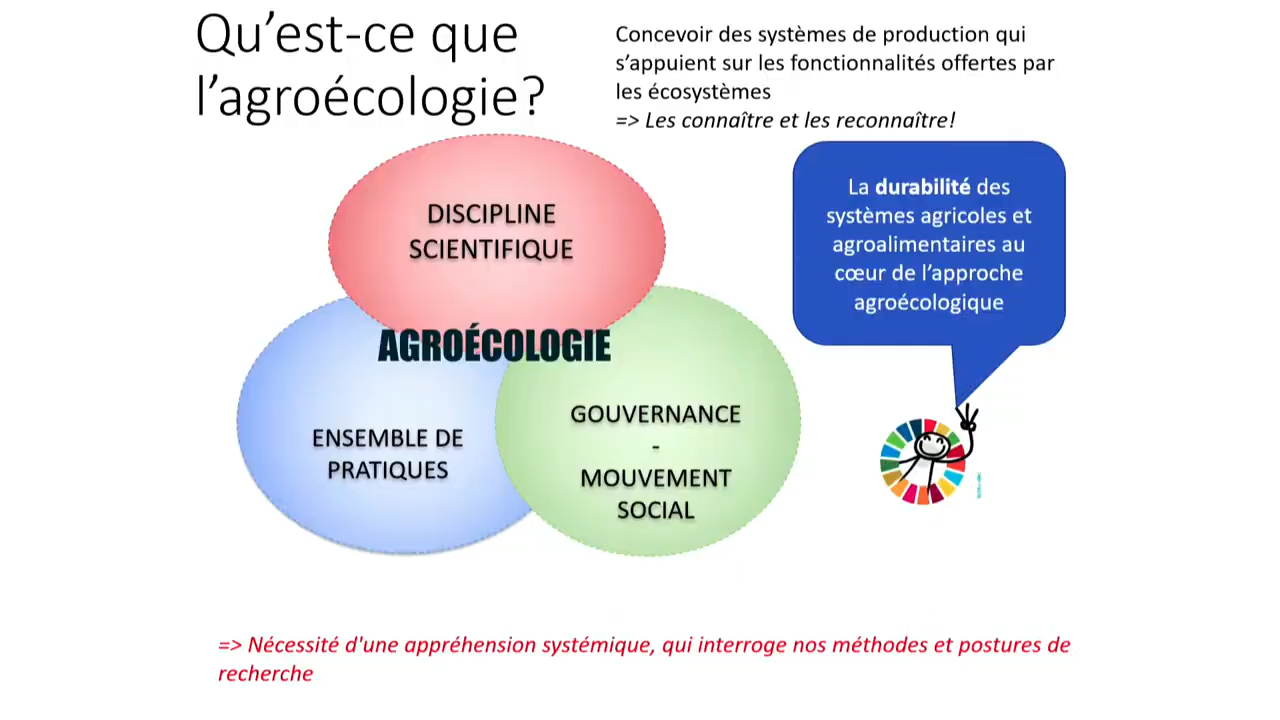 Qu’est-ce que
l’agroécologie?
Concevoir des systèmes de production qui
s’appuient sur les fonctionnalités offertes par
les écosystèmes
=> Les connaître et les reconnaître!
DISCIPLINE
SCIENTIFIQUE
La durabilité des
systèmes agricoles et
agroalimentaires au
cœur de l’approche
agroécologique
AGROÉCOLOGIE
ENSEMBLE DE
PRATIQUES
GOUVERNANCE
-
MOUVEMENT
SOCIAL
=> Nécessité d'une appréhension systémique, qui interroge nos méthodes et postures de
recherche